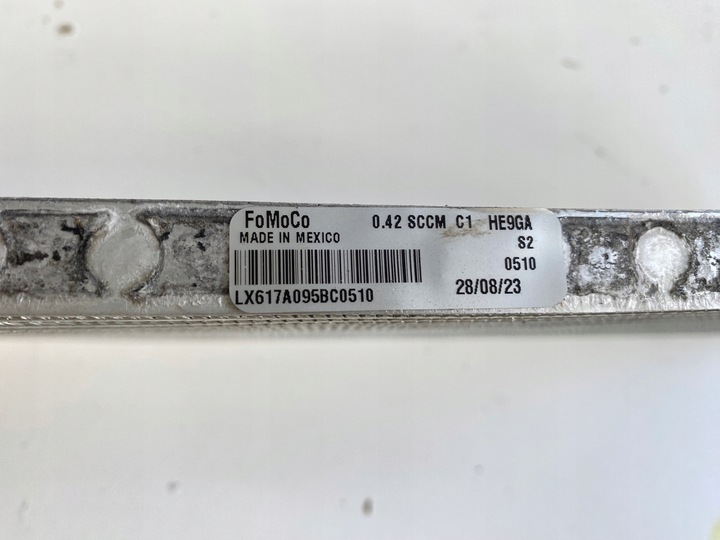 FoMoCo 0.42 SCCM C1 HE9GA
MADE IN MEXICO S2
0510
LX617A095BC0510 28/08/23